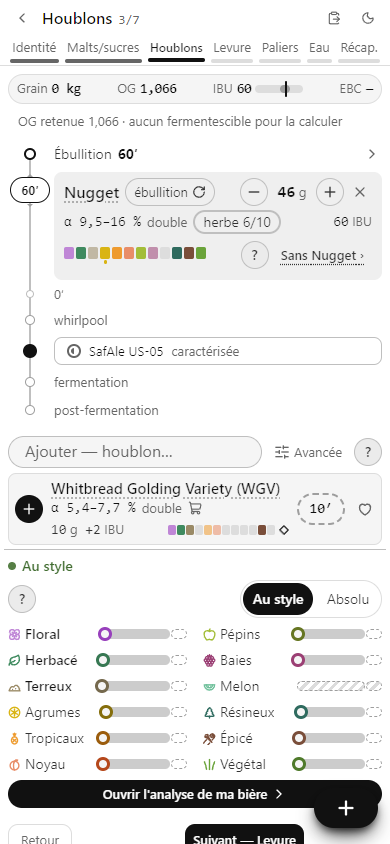 Houblons 3/7
Identité Malts/sucres Houblons Levure Paliers Eau Récap.
Grain 0 kg OG 1,066 IBU 60 EBC —
OG retenue 1,066 · aucun fermentescible pour la calculer
Ébullition 60′
60′
Nugget ébullition − 46 g + ×
α 9,5–16 % double herbe 6/10 60 IBU
? Sans Nugget ›
0′
whirlpool
SafAle US-05 caractérisée
fermentation
post-fermentation
Ajouter — houblon... Avancée ?
Whitbread Golding Variety (WGV)
α 5,4–7,7 % double 10′
10 g +2 IBU
Au style
? Au style Absolu
Floral Pépins
Herbacé Baies
Terreux Melon
Agrumes Résineux
Tropicaux Épicé
Noyau Végétal
Ouvrir l'analyse de ma bière
+
Retour Suivant — Levure